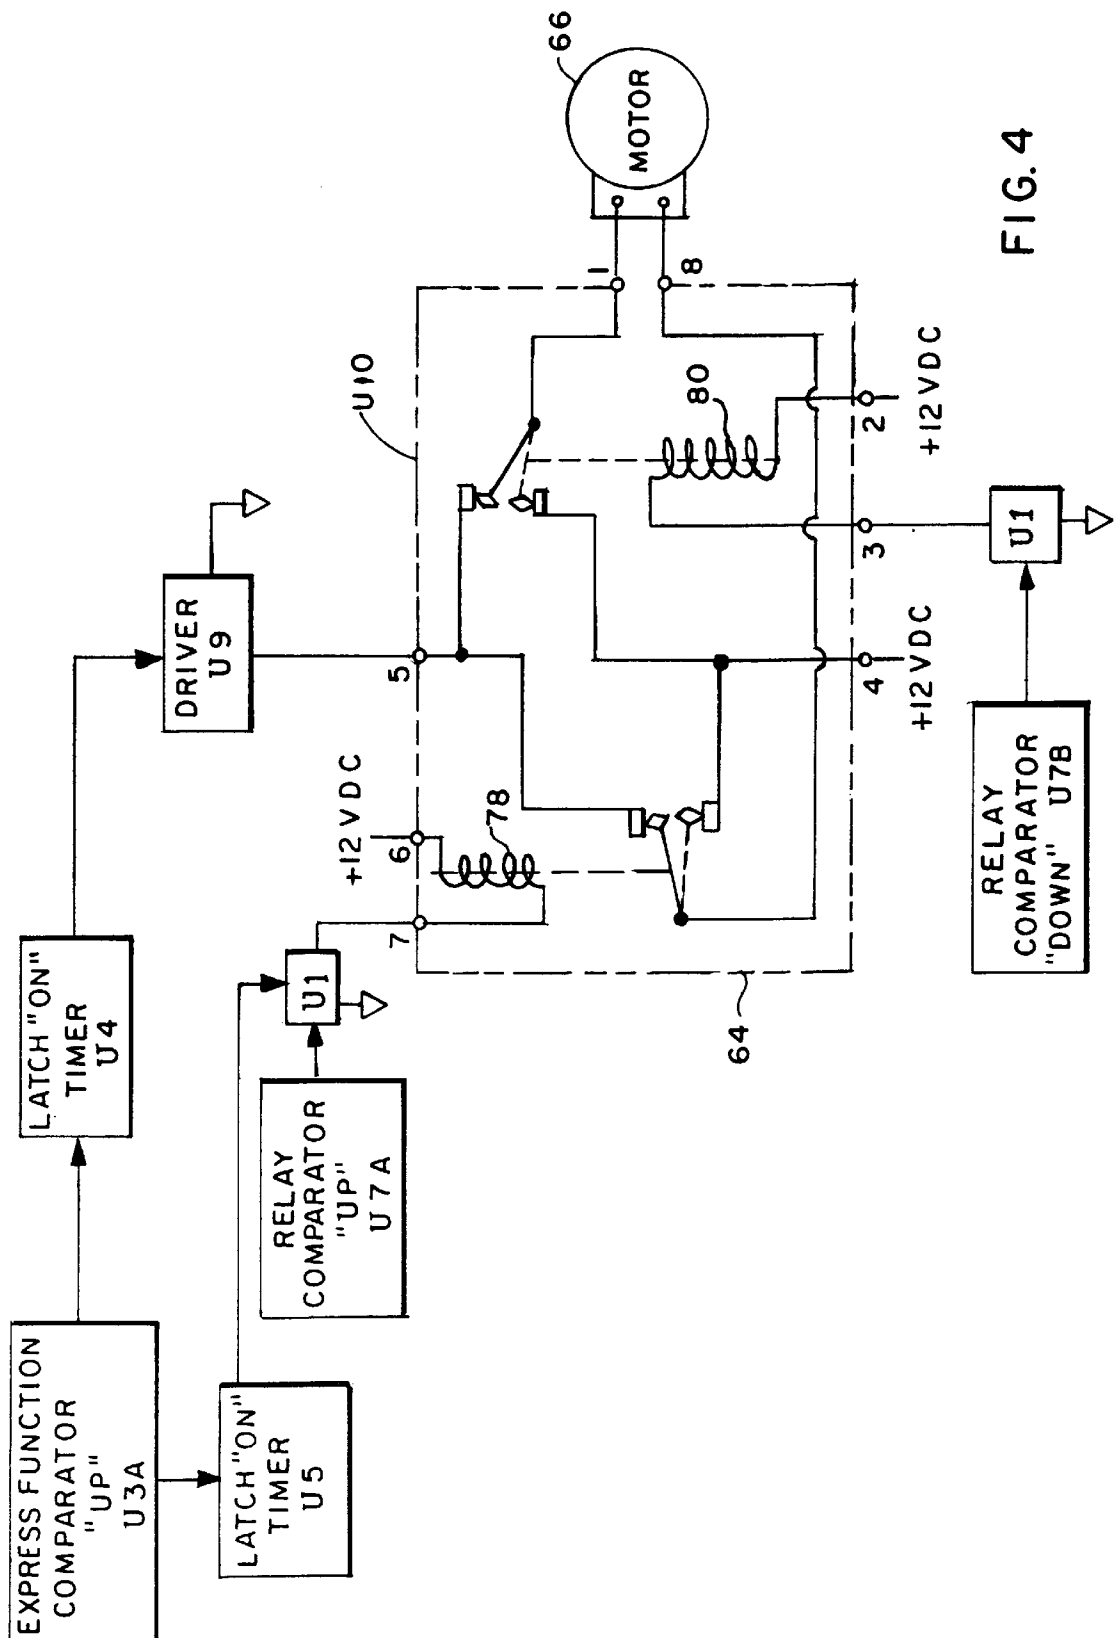 EXPRESS FUNCTION
COMPARATOR
"UP"
U3A
LATCH "ON"
TIMER
U4
DRIVER
U9
LATCH "ON"
TIMER
U5
RELAY
COMPARATOR
"UP"
U7A
U1
7
6
+12VDC
78
5
U10
1
66
MOTOR
8
80
64
4
+12VDC
3
2
+12VDC
RELAY
COMPARATOR
"DOWN" U7B
U1
FIG. 4